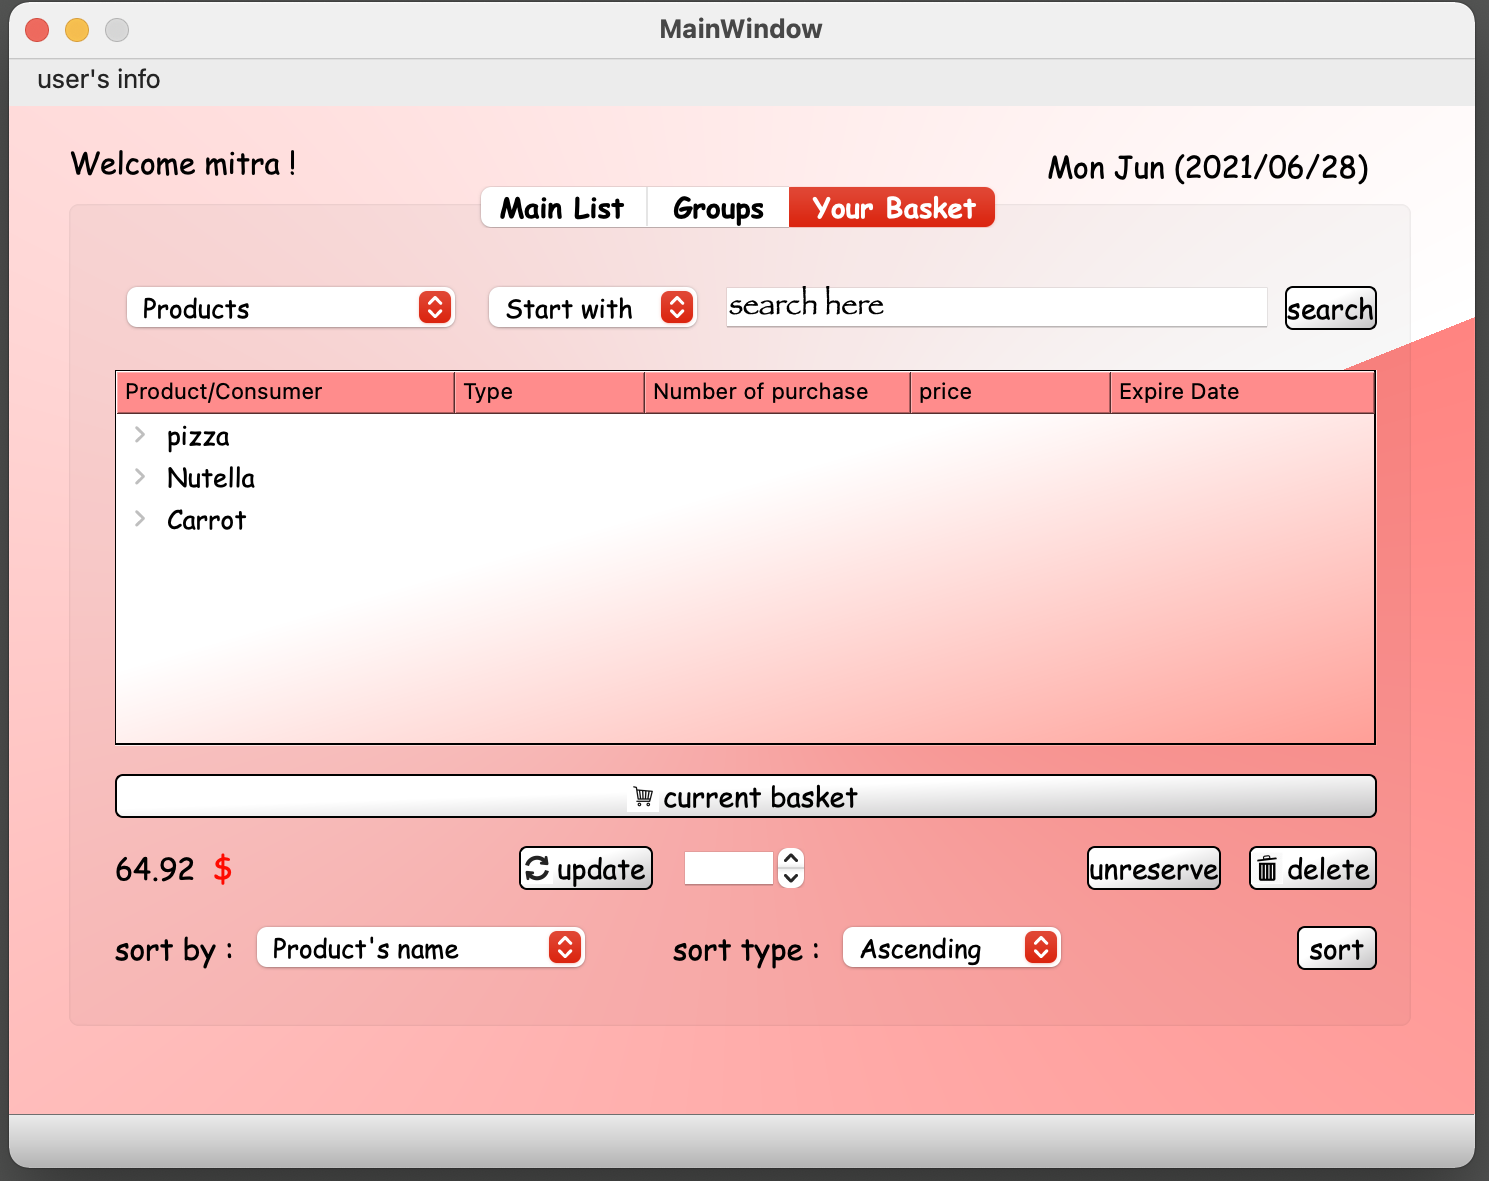 MainWindow
user's info
Welcome mitra !
Mon Jun (2021/06/28)
Main List Groups Your Basket
Products Start with search here search
Product/Consumer Type Number of purchase price Expire Date
pizza
Nutella
Carrot
current basket
64.92 $ update unreserve delete
sort by : Product's name sort type : Ascending sort